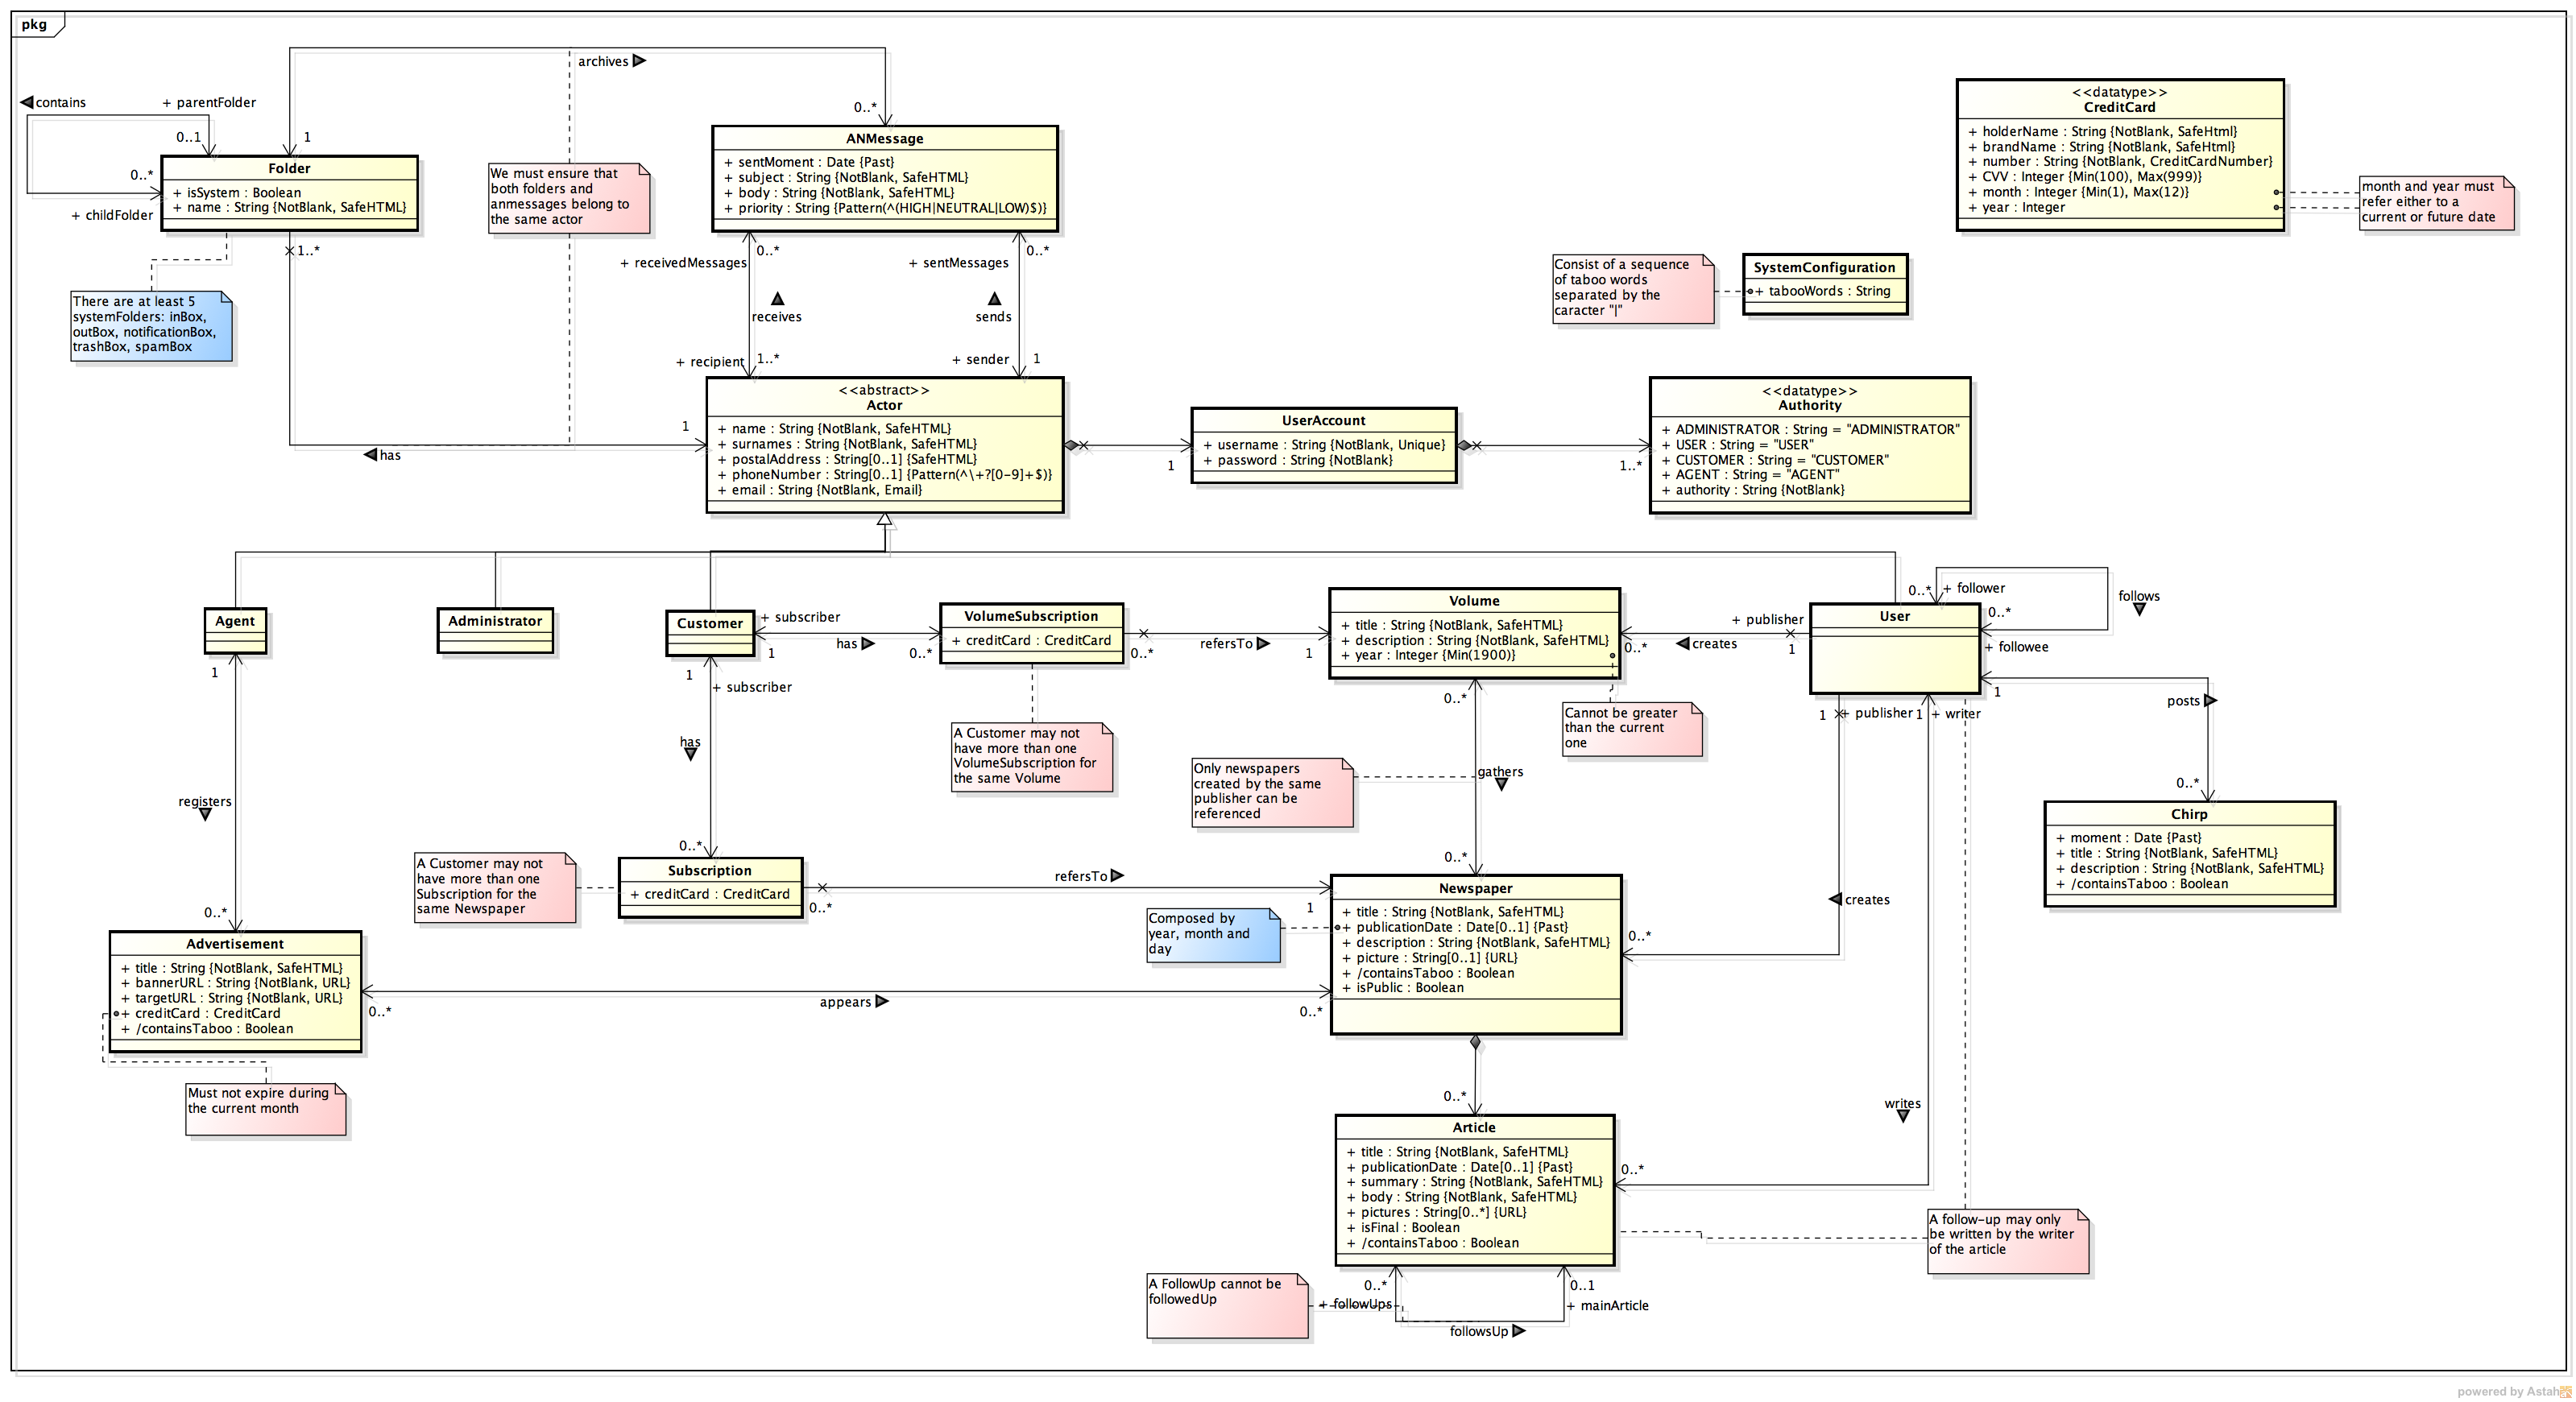 pkg
archives
contains
+ parentFolder
0..1
1
0..*
0..*
+ childFolder
Folder
+ isSystem : Boolean
+ name : String {NotBlank, SafeHTML}
1..*
There are at least 5
systemFolders: inBox,
outBox, notificationBox,
trashBox, spamBox
We must ensure that
both folders and
anmessages belong to
the same actor
ANMessage
+ sentMoment : Date {Past}
+ subject : String {NotBlank, SafeHTML}
+ body : String {NotBlank, SafeHTML}
+ priority : String {Pattern(^(HIGH|NEUTRAL|LOW)$)}
0..*
0..*
+ receivedMessages
+ sentMessages
receives
sends
+ recipient
1..*
+ sender
1
<<datatype>>
CreditCard
+ holderName : String {NotBlank, SafeHtml}
+ brandName : String {NotBlank, SafeHtml}
+ number : String {NotBlank, CreditCardNumber}
+ CVV : Integer {Min(100), Max(999)}
+ month : Integer {Min(1), Max(12)}
+ year : Integer
month and year must
refer either to a
current or future date
Consist of a sequence
of taboo words
separated by the
caracter "|"
SystemConfiguration
+ tabooWords : String
1
has
<<abstract>>
Actor
+ name : String {NotBlank, SafeHTML}
+ surnames : String {NotBlank, SafeHTML}
+ postalAddress : String[0..1] {SafeHTML}
+ phoneNumber : String[0..1] {Pattern(^\+?[0-9]+$)}
+ email : String {NotBlank, Email}
1
UserAccount
+ username : String {NotBlank, Unique}
+ password : String {NotBlank}
1..*
<<datatype>>
Authority
+ ADMINISTRATOR : String = "ADMINISTRATOR"
+ USER : String = "USER"
+ CUSTOMER : String = "CUSTOMER"
+ AGENT : String = "AGENT"
+ authority : String {NotBlank}
Agent
1
Administrator
Customer
+ subscriber
1
has
0..*
1
+ subscriber
VolumeSubscription
+ creditCard : CreditCard
0..*
refersTo
1
A Customer may not
have more than one
VolumeSubscription for
the same Volume
Volume
+ title : String {NotBlank, SafeHTML}
+ description : String {NotBlank, SafeHTML}
+ year : Integer {Min(1900)}
0..*
0..*
Cannot be greater
than the current
one
+ publisher
creates
1
User
0..*
+ follower
0..*
follows
+ followee
1
posts
0..*
1
+ publisher
1
+ writer
Chirp
+ moment : Date {Past}
+ title : String {NotBlank, SafeHTML}
+ description : String {NotBlank, SafeHTML}
+ /containsTaboo : Boolean
has
registers
Only newspapers
created by the same
publisher can be
referenced
gathers
0..*
0..*
A Customer may not
have more than one
Subscription for the
same Newspaper
Subscription
+ creditCard : CreditCard
0..*
refersTo
1
Newspaper
+ title : String {NotBlank, SafeHTML}
+ publicationDate : Date[0..1] {Past}
+ description : String {NotBlank, SafeHTML}
+ picture : String[0..1] {URL}
+ /containsTaboo : Boolean
+ isPublic : Boolean
Composed by
year, month and
day
0..*
creates
0..*
Advertisement
+ title : String {NotBlank, SafeHTML}
+ bannerURL : String {NotBlank, URL}
+ targetURL : String {NotBlank, URL}
+ creditCard : CreditCard
+ /containsTaboo : Boolean
0..*
appears
0..*
Must not expire during
the current month
0..*
writes
Article
+ title : String {NotBlank, SafeHTML}
+ publicationDate : Date[0..1] {Past}
+ summary : String {NotBlank, SafeHTML}
+ body : String {NotBlank, SafeHTML}
+ pictures : String[0..*] {URL}
+ isFinal : Boolean
+ /containsTaboo : Boolean
0..*
A follow-up may only
be written by the writer
of the article
A FollowUp cannot be
followedUp
0..*
+ followUps
0..1
+ mainArticle
followsUp
powered by Astah